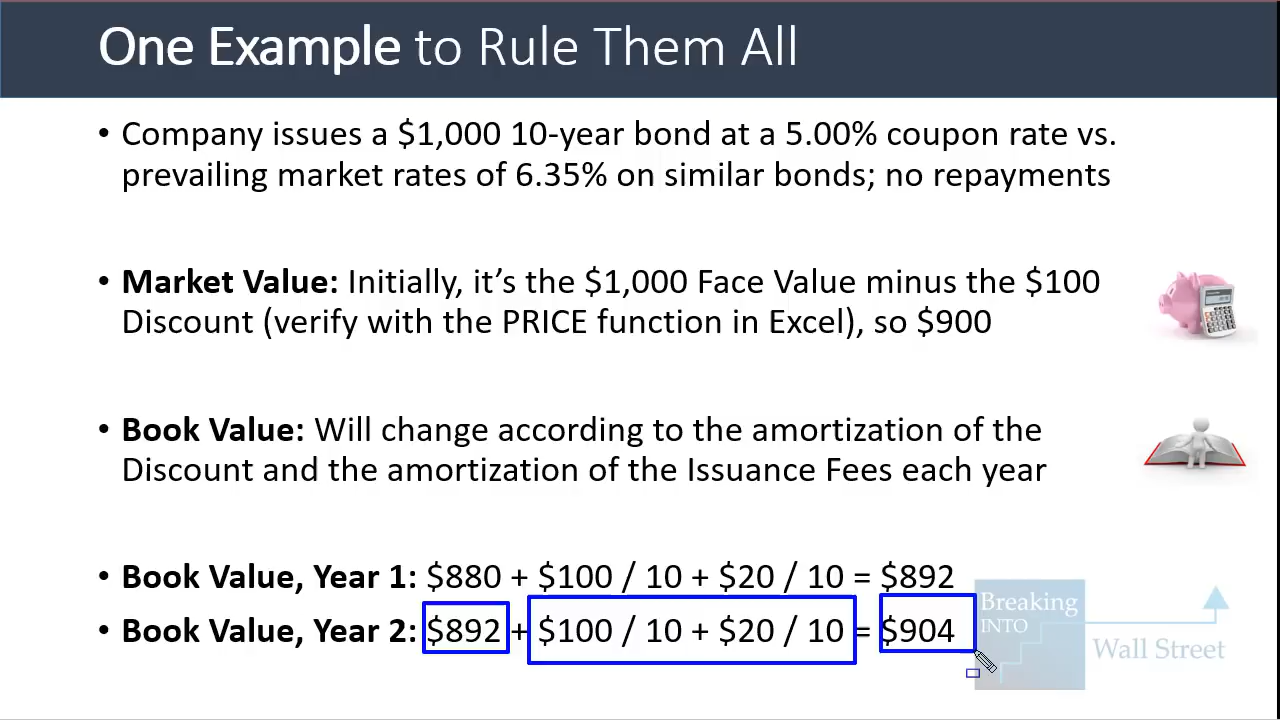 One Example to Rule Them All
• Company issues a $1,000 10-year bond at a 5.00% coupon rate vs.
prevailing market rates of 6.35% on similar bonds; no repayments
• Market Value: Initially, it’s the $1,000 Face Value minus the $100
Discount (verify with the PRICE function in Excel), so $900
• Book Value: Will change according to the amortization of the
Discount and the amortization of the Issuance Fees each year
• Book Value, Year 1: $880 + $100 / 10 + $20 / 10 = $892
• Book Value, Year 2: $892 + $100 / 10 + $20 / 10 = $904
Breaking
INTO
Wall Street